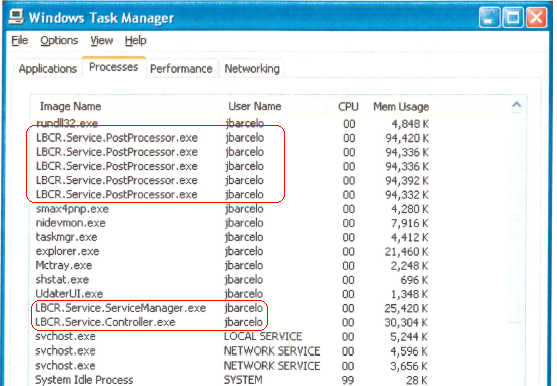 Windows Task Manager
File Options View Help
Applications Processes Performance Networking
Image Name User Name CPU Mem Usage
rundll32.exe jbarcelo 00 4,848 K
LBCR.Service.PostProcessor.exe jbarcelo 00 94,420 K
LBCR.Service.PostProcessor.exe jbarcelo 00 94,336 K
LBCR.Service.PostProcessor.exe jbarcelo 00 94,336 K
LBCR.Service.PostProcessor.exe jbarcelo 00 94,392 K
LBCR.Service.PostProcessor.exe jbarcelo 00 94,332 K
smax4pnp.exe jbarcelo 00 4,280 K
nidevmon.exe jbarcelo 00 7,916 K
taskmgr.exe jbarcelo 00 4,412 K
explorer.exe jbarcelo 00 21,460 K
Mctray.exe jbarcelo 00 2,248 K
shstat.exe jbarcelo 00 696 K
UdaterUI.exe jbarcelo 00 1,348 K
LBCR.Service.ServiceManager.exe jbarcelo 00 25,420 K
LBCR.Service.Controller.exe jbarcelo 00 30,304 K
svchost.exe LOCAL SERVICE 00 5,244 K
svchost.exe NETWORK SERVICE 00 4,596 K
svchost.exe NETWORK SERVICE 00 3,656 K
System Idle Process SYSTEM 99 28 K